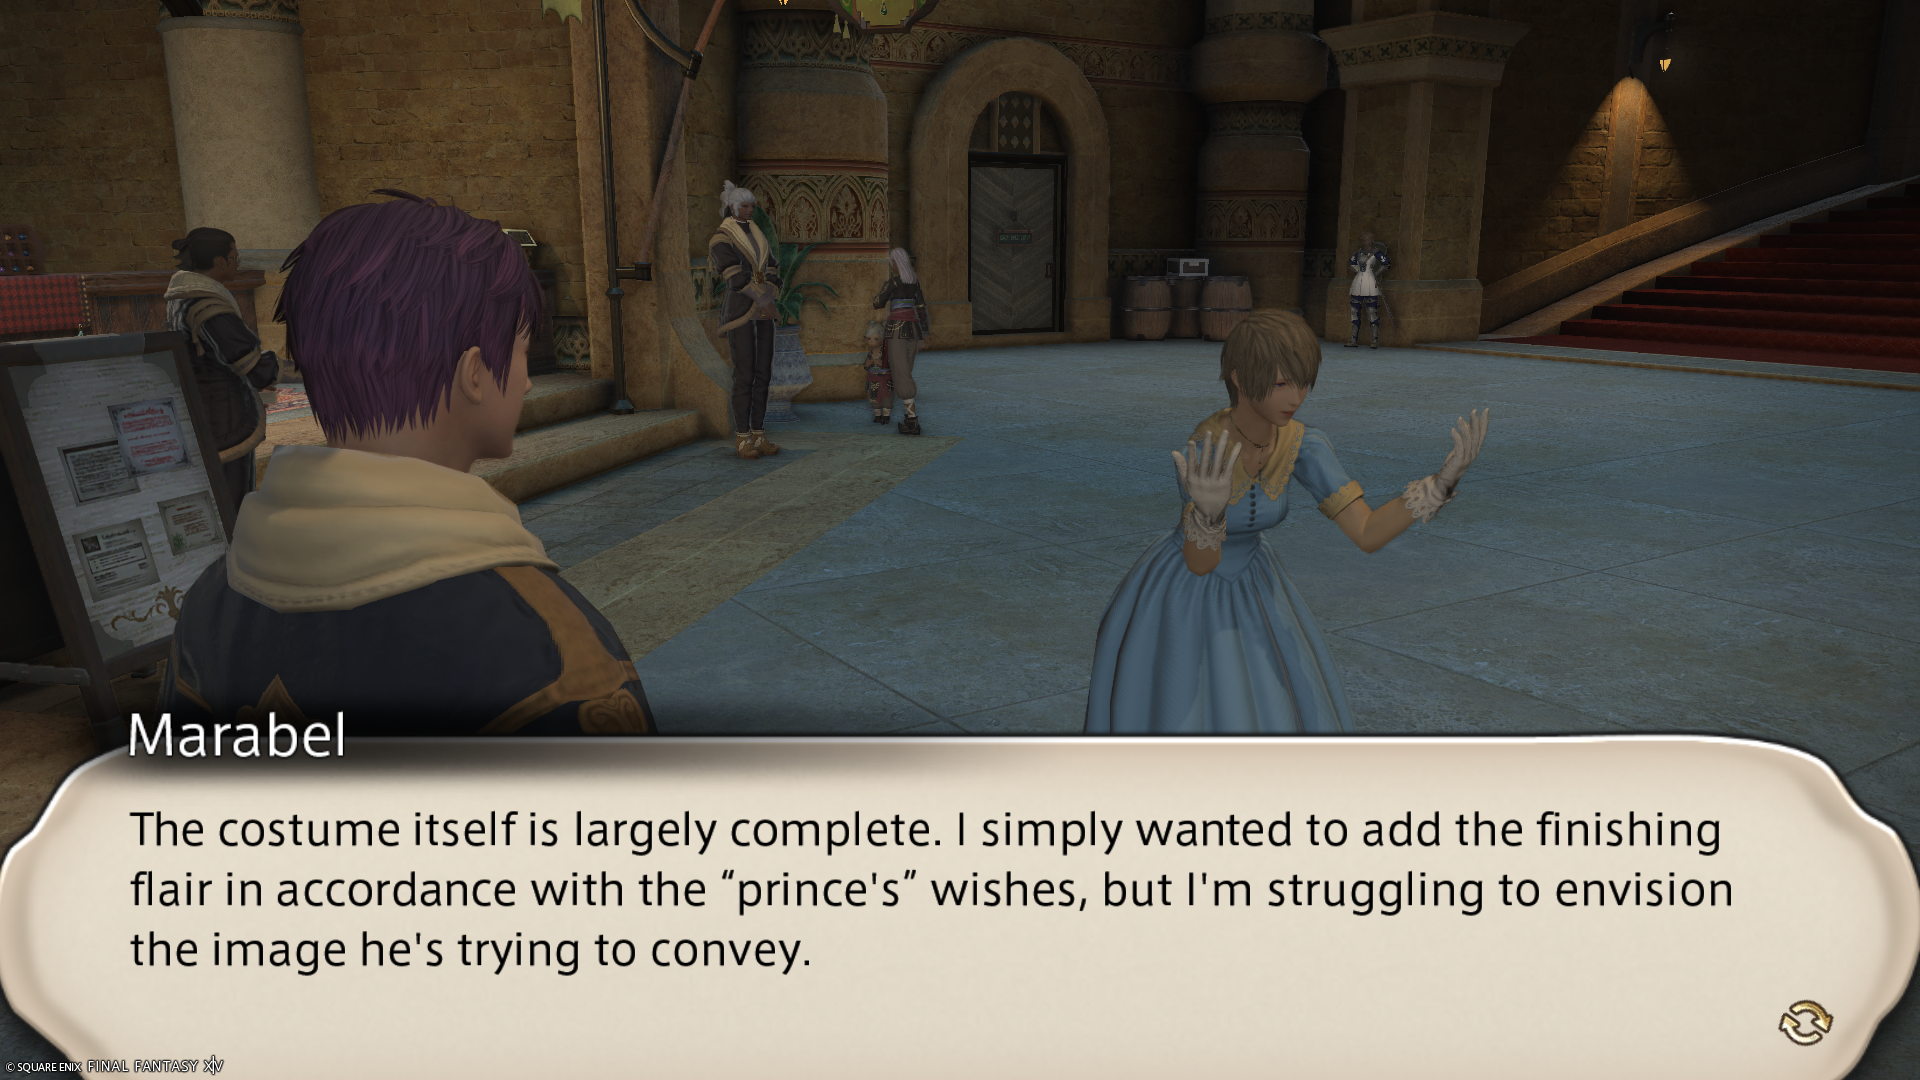 Marabel
The costume itself is largely complete. I simply wanted to add the finishing
flair in accordance with the “prince's” wishes, but I'm struggling to envision
the image he's trying to convey.
© SQUARE ENIX FINAL FANTASY XIV